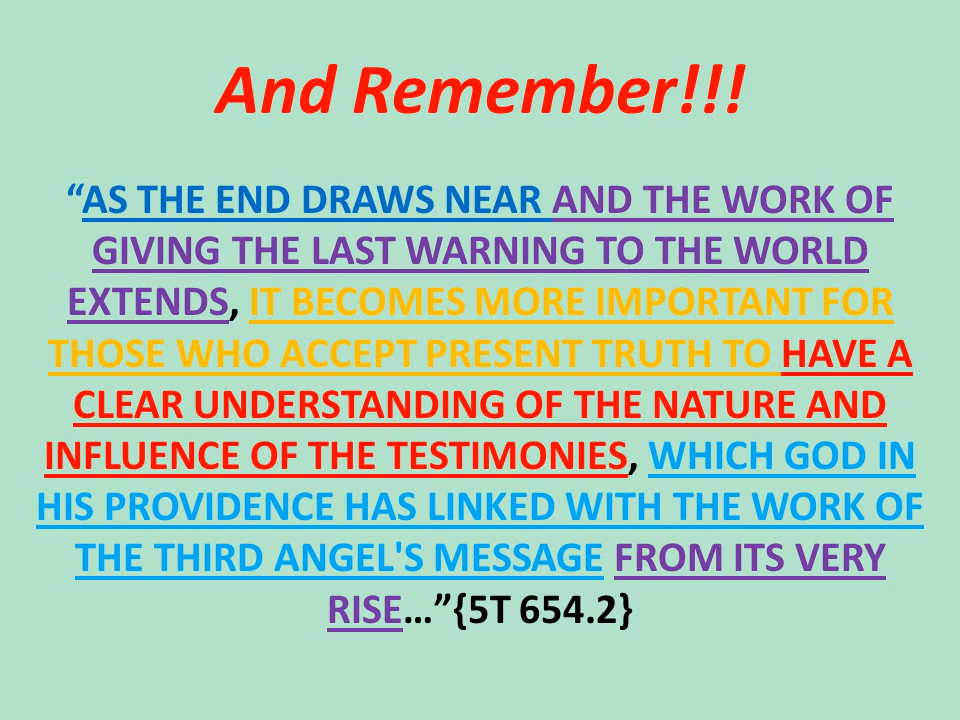 And Remember!!!
“AS THE END DRAWS NEAR AND THE WORK OF
GIVING THE LAST WARNING TO THE WORLD
EXTENDS, IT BECOMES MORE IMPORTANT FOR
THOSE WHO ACCEPT PRESENT TRUTH TO HAVE A
CLEAR UNDERSTANDING OF THE NATURE AND
INFLUENCE OF THE TESTIMONIES, WHICH GOD IN
HIS PROVIDENCE HAS LINKED WITH THE WORK OF
THE THIRD ANGEL'S MESSAGE FROM ITS VERY
RISE…”{5T 654.2}